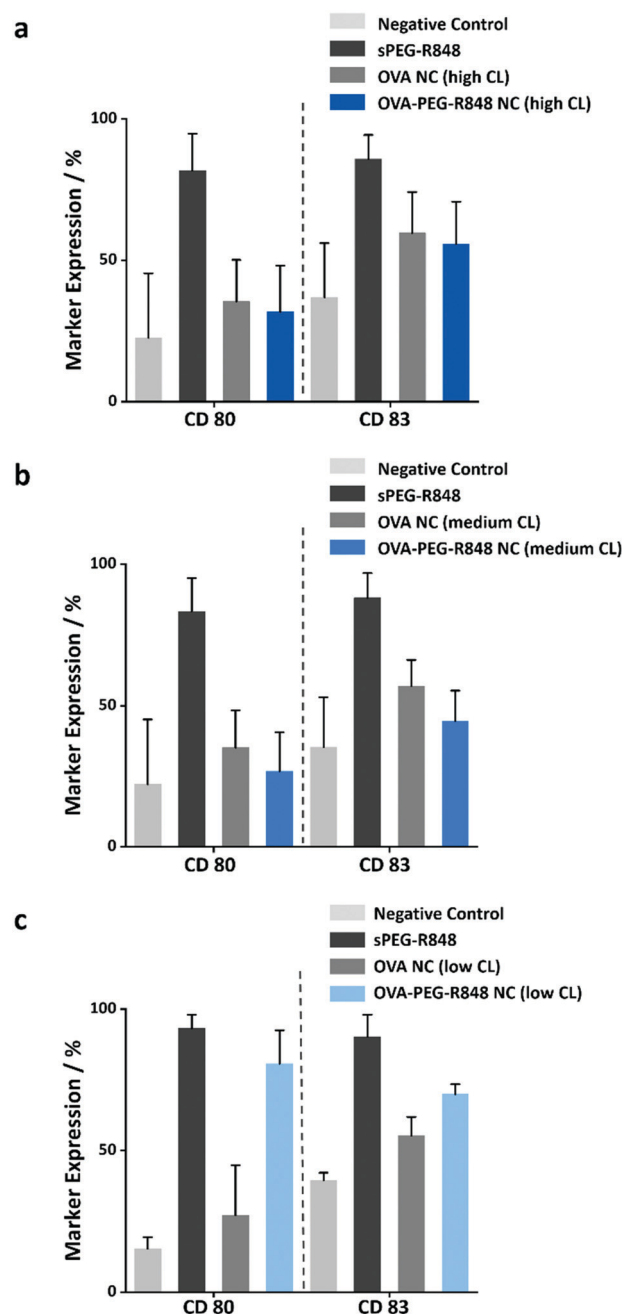 a
Negative Control
sPEG-R848
OVA NC (high CL)
OVA-PEG-R848 NC (high CL)
Marker Expression / %
100
50
0
CD 80
CD 83
b
Negative Control
sPEG-R848
OVA NC (medium CL)
OVA-PEG-R848 NC (medium CL)
Marker Expression / %
100
50
0
CD 80
CD 83
c
Negative Control
sPEG-R848
OVA NC (low CL)
OVA-PEG-R848 NC (low CL)
Marker Expression / %
100
50
0
CD 80
CD 83